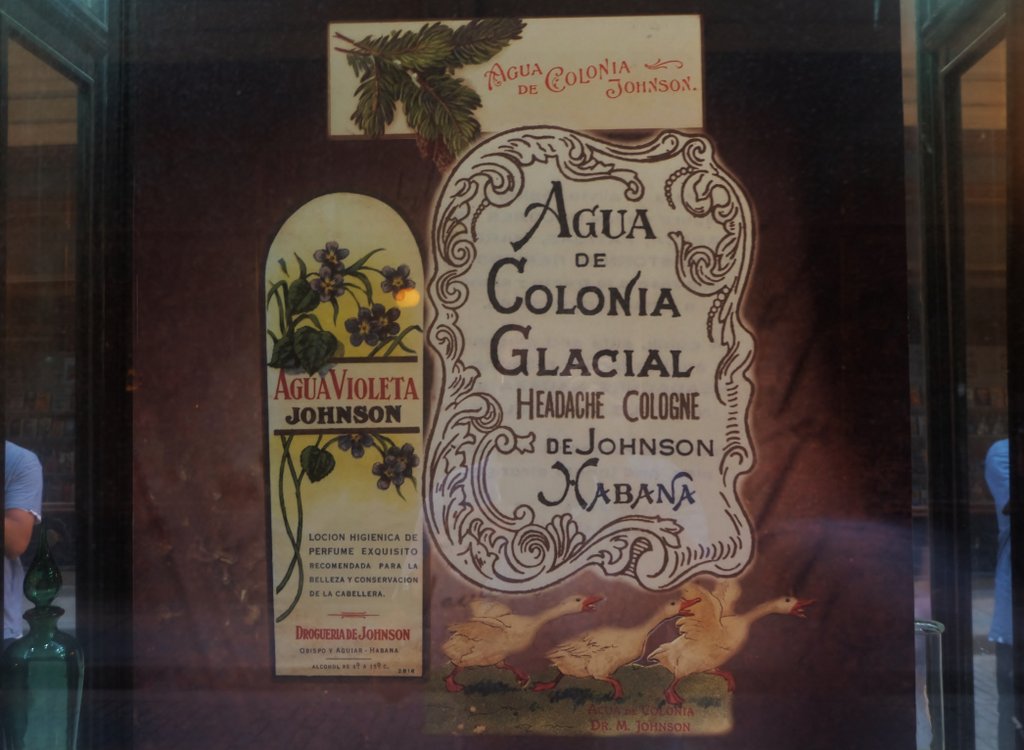 AGUA DE COLONIA JOHNSON.
AGUA
DE
COLONIA
GLACIAL
HEADACHE COLOGNE
DE JOHNSON
HABANA
AGUA VIOLETA
JOHNSON
LOCION HIGIENICA DE
PERFUME EXQUISITO
RECOMENDADA PARA LA
BELLEZA Y CONSERVACION
DE LA CABELLERA.
DROGUERIA DE JOHNSON
OBISPO Y AGUIAR - HABANA
AGUA DE COLONIA
DR. M. JOHNSON